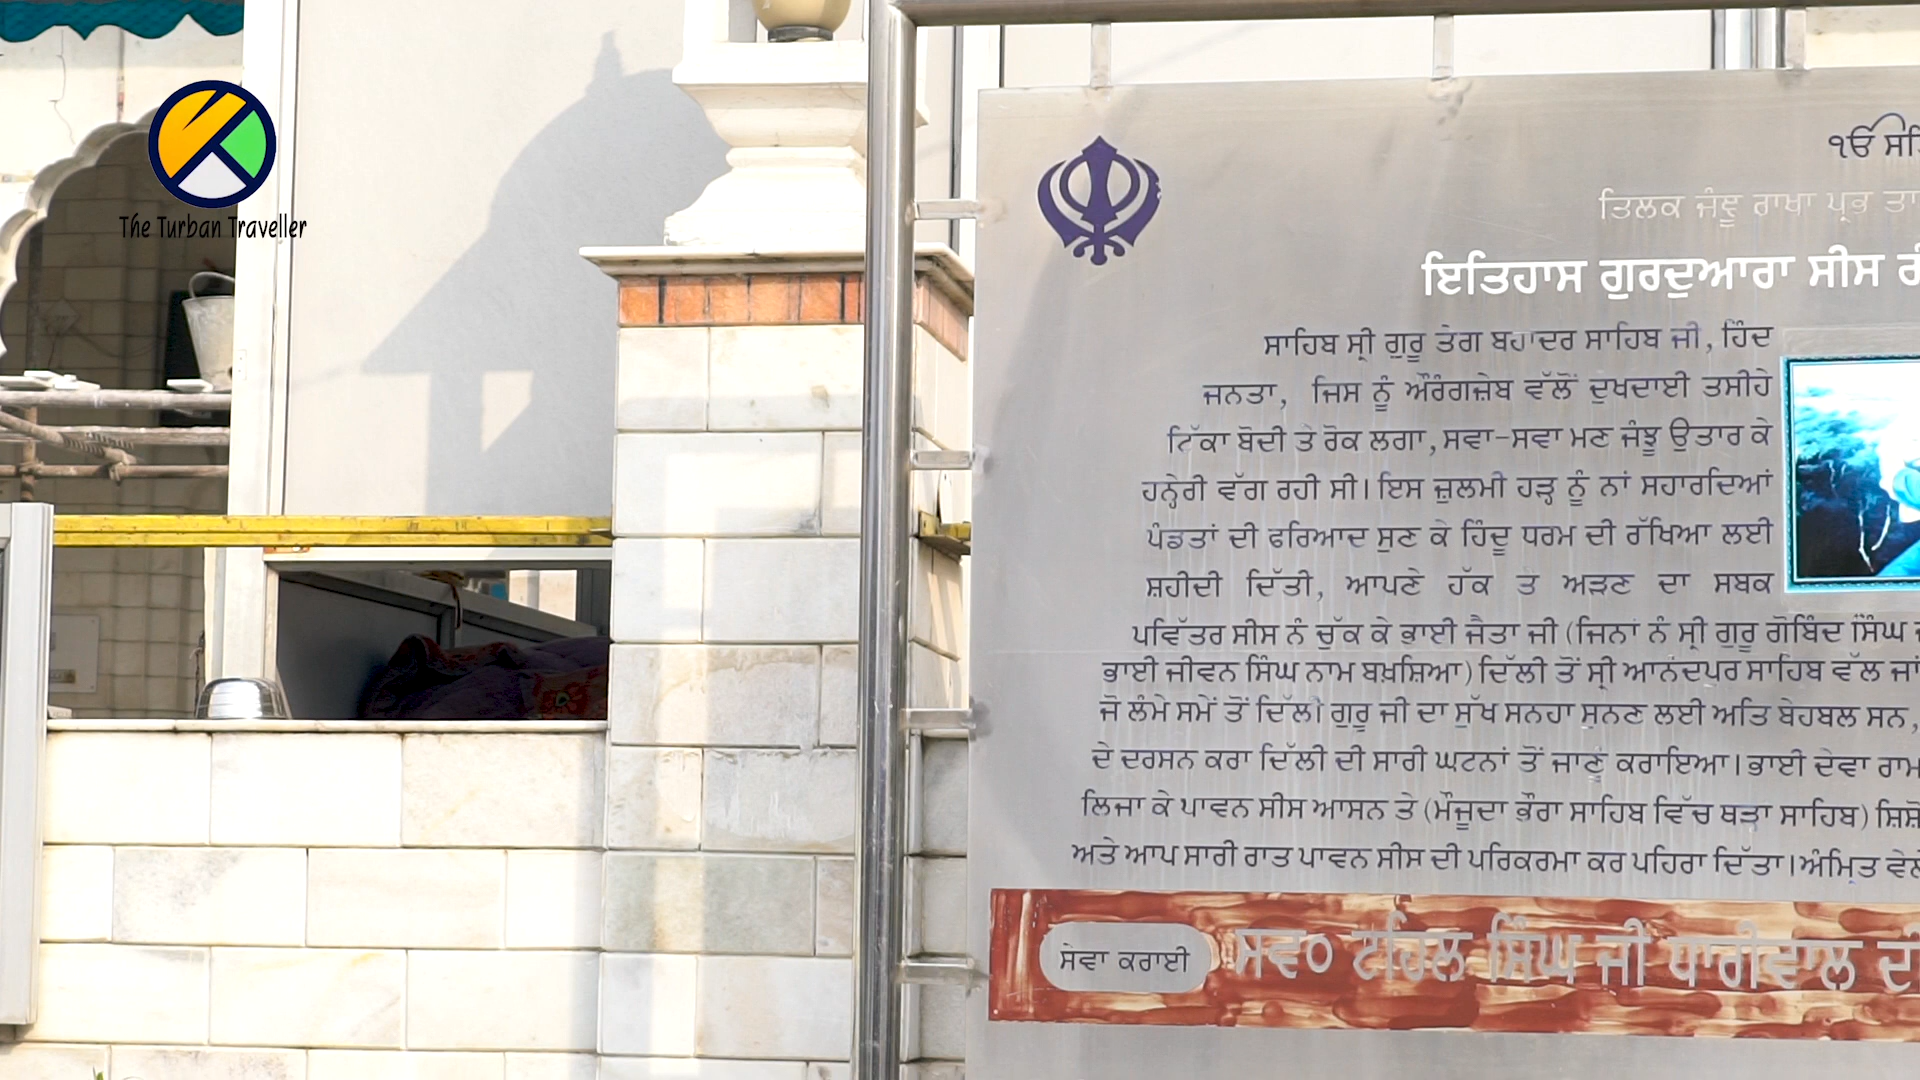 The Turban Traveller
ੴ ਸਤਿ
ਤਿਲਕ ਜੰਞੂ ਰਾਖਾ ਪ੍ਰਭ ਤਾ
ਇਤਿਹਾਸ ਗੁਰਦੁਆਰਾ ਸੀਸ
ਸਾਹਿਬ ਸ੍ਰੀ ਗੁਰੂ ਤੇਗ ਬਹਾਦਰ ਸਾਹਿਬ ਜੀ, ਹਿੰਦ
ਜਨਤਾ, ਜਿਸ ਨੂੰ ਔਰੰਗਜ਼ੇਬ ਵੱਲੋਂ ਦੁਖਦਾਈ ਤਸੀਹੇ
ਟਿੱਕਾ ਬੋਦੀ ਤੇ ਰੋਕ ਲਗਾ, ਸਵਾ-ਸਵਾ ਮਣ ਜੰਝੂ ਉਤਾਰ ਕੇ
ਹਨ੍ਹੇਰੀ ਵੱਗ ਰਹੀ ਸੀ। ਇਸ ਜ਼ੁਲਮੀ ਹੜ੍ਹ ਨੂੰ ਨਾਂ ਸਹਾਰਦਿਆਂ
ਪੰਡਤਾਂ ਦੀ ਫਰਿਆਦ ਸੁਣ ਕੇ ਹਿੰਦੂ ਧਰਮ ਦੀ ਰੱਖਿਆ ਲਈ
ਸ਼ਹੀਦੀ ਦਿੱਤੀ, ਆਪਣੇ ਹੱਕ ਤੇ ਅੜਣ ਦਾ ਸਬਕ
ਪਵਿੱਤਰ ਸੀਸ ਨੰ ਚੁੱਕ ਕੇ ਭਾਈ ਜੈਤਾ ਜੀ (ਜਿਨਾਂ ਨੰ ਸ੍ਰੀ ਗੁਰੂ ਗੋਬਿੰਦ ਸਿੰਘ
ਭਾਈ ਜੀਵਨ ਸਿੰਘ ਨਾਮ ਬਖ਼ਸ਼ਿਆ) ਦਿੱਲੀ ਤੋਂ ਸ੍ਰੀ ਆਨੰਦਪਰ ਸਾਹਿਬ ਵੱਲ ਜਾਂ
ਜੋ ਲੰਮੇ ਸਮੇਂ ਤੋਂ ਦਿੱਲੀ ਗੁਰੂ ਜੀ ਦਾ ਸੁੱਖ ਸਨਹਾ ਸੁਨਣ ਲਈ ਅਤਿ ਬੇਹਬਲ ਸਨ,
ਦੇ ਦਰਸਨ ਕਰਾ ਦਿੱਲੀ ਦੀ ਸਾਰੀ ਘਟਨਾਂ ਤੋਂ ਜਾਣੂੰ ਕਰਾਇਆ। ਭਾਈ ਦੇਵਾ ਰਾਮ
ਲਿਜਾ ਕੇ ਪਾਵਨ ਸੀਸ ਆਸਨ ਤੇ (ਮੌਜੂਦਾ ਭੌਰਾ ਸਾਹਿਬ ਵਿੱਚ ਥੜਾ ਸਾਹਿਬ)
ਅਤੇ ਆਪ ਸਾਰੀ ਰਾਤ ਪਾਵਨ ਸੀਸ ਦੀ ਪਰਿਕਰਮਾ ਕਰ ਪਹਿਰਾ ਦਿੱਤਾ। ਅੰਮਿ੍ਤ ਵੇਲੇ
ਸੇਵਾ ਕਰਾਈ ਸਵ੦ ਟਹਿਲ ਸਿੰਘ ਜੀ ਧਾਰੀਵਾਲ ਦੀ